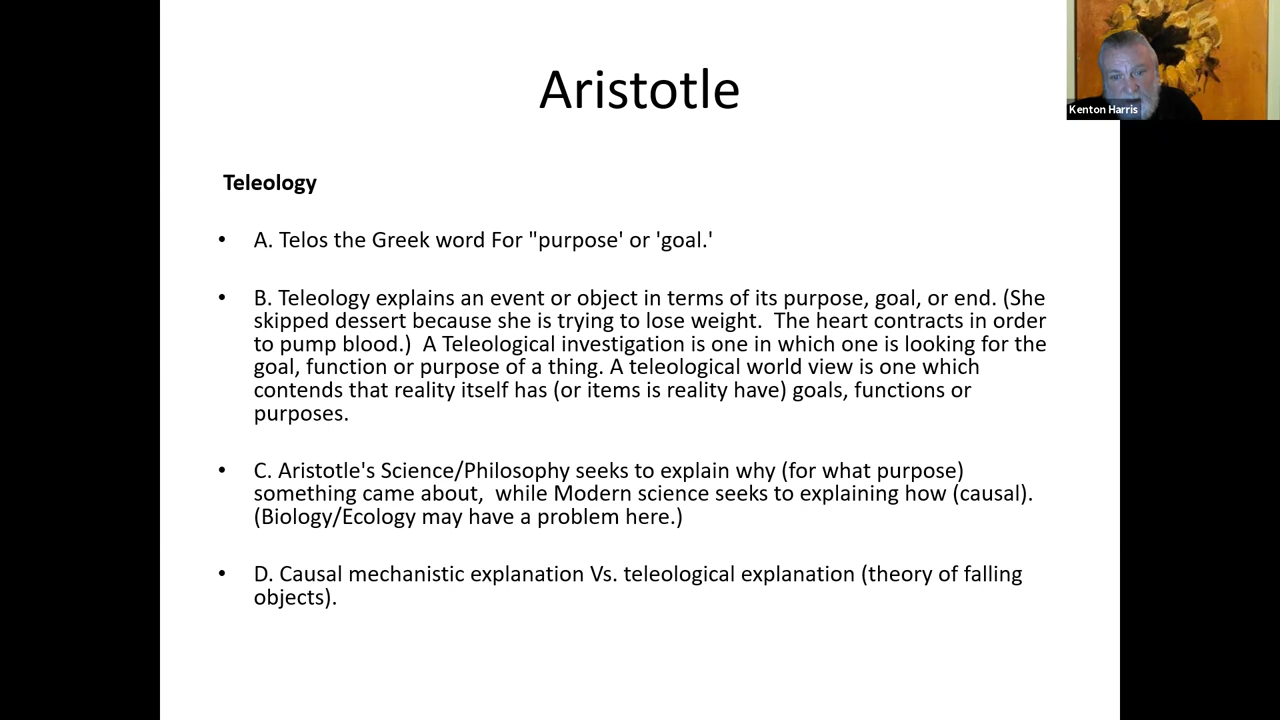 Aristotle
Kenton Harris
Teleology
• A. Telos the Greek word For "purpose' or 'goal.'
• B. Teleology explains an event or object in terms of its purpose, goal, or end. (She
skipped dessert because she is trying to lose weight.  The heart contracts in order
to pump blood.)  A Teleological investigation is one in which one is looking for the
goal, function or purpose of a thing. A teleological world view is one which
contends that reality itself has (or items is reality have) goals, functions or
purposes.
• C. Aristotle's Science/Philosophy seeks to explain why (for what purpose)
something came about,  while Modern science seeks to explaining how (causal).
(Biology/Ecology may have a problem here.)
• D. Causal mechanistic explanation Vs. teleological explanation (theory of falling
objects).